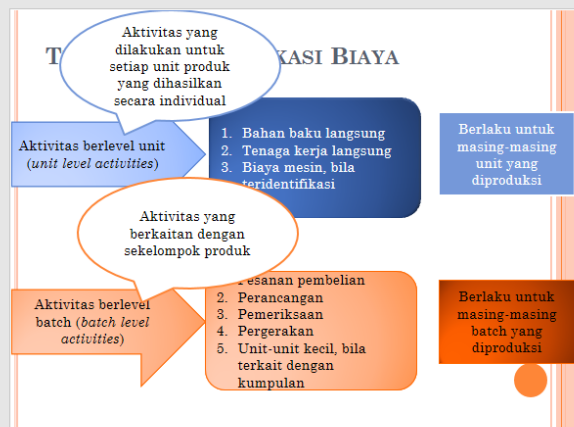 T
KASI BIAYA
Aktivitas yang
dilakukan untuk
setiap unit produk
yang dihasilkan
secara individual
Aktivitas berlevel unit
(unit level activities)
1. Bahan baku langsung
2. Tenaga kerja langsung
3. Biaya mesin, bila
teridentifikasi
Berlaku untuk
masing-masing
unit yang
diproduksi
Aktivitas yang
berkaitan dengan
sekelompok produk
Aktivitas berlevel
batch (batch level
activities)
Pesanan pembelian
2. Perancangan
3. Pemeriksaan
4. Pergerakan
5. Unit-unit kecil, bila
terkait dengan
kumpulan
Berlaku untuk
masing-masing
batch yang
diproduksi